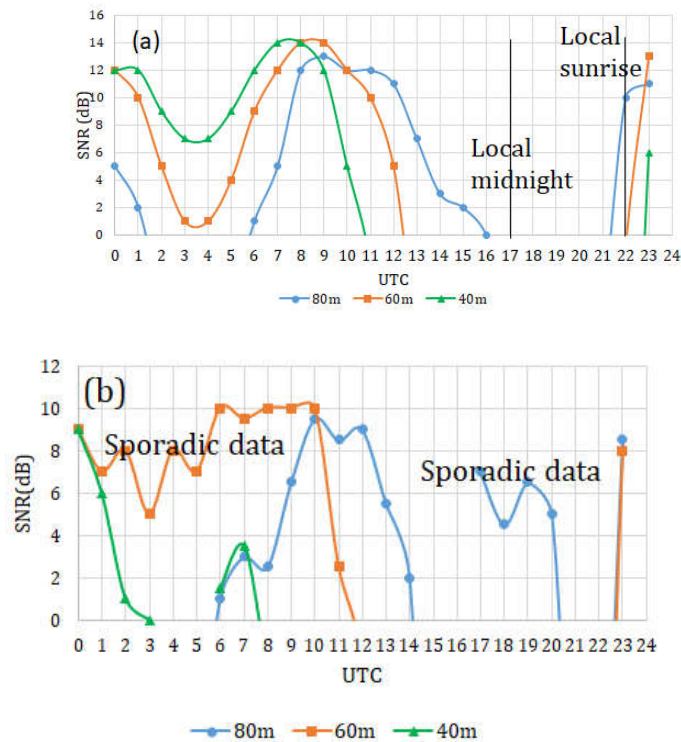 (a)
16
14
12
10
8
6
4
2
0
SNR (dB)
Local
sunrise
Local
midnight
0 1 2 3 4 5 6 7 8 9 10 11 12 13 14 15 16 17 18 19 20 21 22 23 24
UTC
80m 60m 40m
(b)
12
10
8
6
4
2
0
SNR(dB)
Sporadic data
Sporadic data
0 1 2 3 4 5 6 7 8 9 10 11 12 13 14 15 16 17 18 19 20 21 22 23 24
UTC
80m 60m 40m